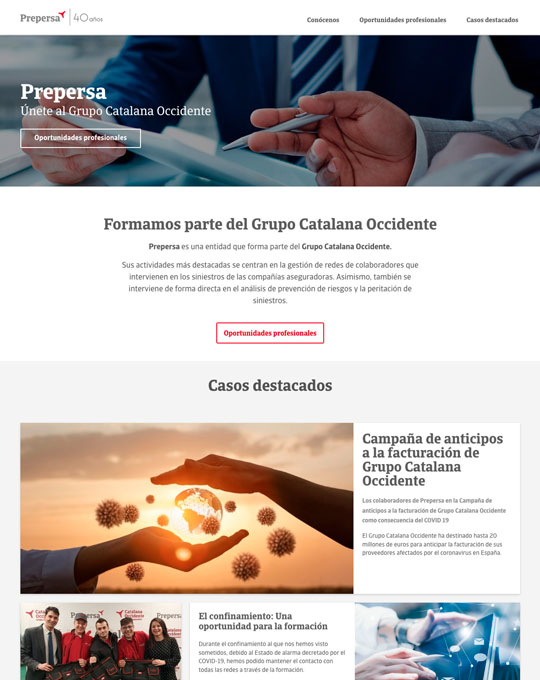 Prepersa 40 años
Conócenos Oportunidades profesionales Casos destacados
Prepersa
Únete al Grupo Catalana Occidente
Oportunidades profesionales
Formamos parte del Grupo Catalana Occidente
Prepersa es una entidad que forma parte del Grupo Catalana Occidente.
Sus actividades más destacadas se centran en la gestión de redes de colaboradores que
intervienen en los siniestros de las compañías aseguradoras. Asimismo, también se
interviene de forma directa en el análisis de prevención de riesgos y la peritación de
siniestros.
Oportunidades profesionales
Casos destacados
Campaña de anticipos
a la facturación de
Grupo Catalana
Occidente
Los colaboradores de Prepersa en la Campaña de
anticipos a la facturación de Grupo Catalana Occidente
como consecuencia del COVID 19
El Grupo Catalana Occidente ha destinado hasta 20
millones de euros para anticipar la facturación de sus
proveedores afectados por el coronavirus en España.
Prepersa Catalana Occidente
El confinamiento: Una
oportunidad para la formación
Durante el confinamiento al que nos hemos visto
sometidos, debido al Estado de alarma decretado por el
COVID-19, hemos podido mantener el contacto con
todas las redes a través de la formación.